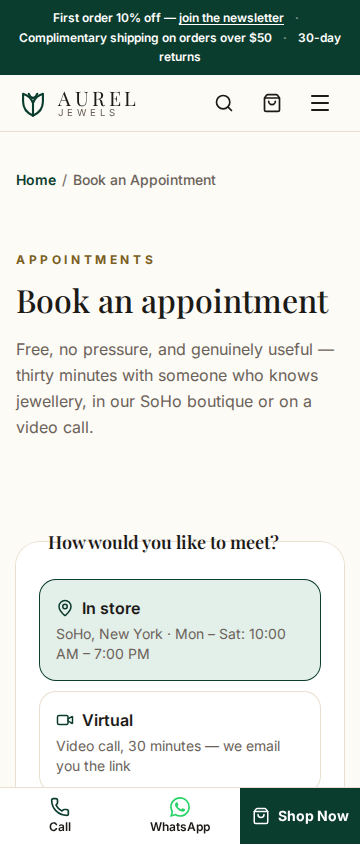 First order 10% off — join the newsletter ·
Complimentary shipping on orders over $50 · 30-day
returns
AUREL
JEWELS
Home / Book an Appointment
APPOINTMENTS
Book an appointment
Free, no pressure, and genuinely useful —
thirty minutes with someone who knows
jewellery, in our SoHo boutique or on a
video call.
How would you like to meet?
In store
SoHo, New York · Mon – Sat: 10:00
AM – 7:00 PM
Virtual
Video call, 30 minutes — we email
you the link
Call
WhatsApp
Shop Now